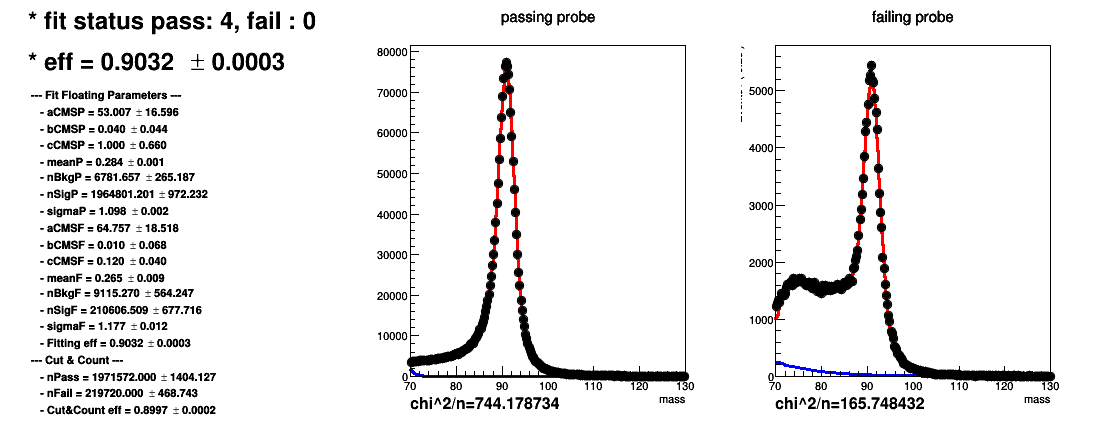 * fit status pass: 4, fail : 0
* eff = 0.9032 ± 0.0003
--- Fit Floating Parameters ---
- aCMSP = 53.007 ± 16.596
- bCMSP = 0.040 ± 0.044
- cCMSP = 1.000 ± 0.660
- meanP = 0.284 ± 0.001
- nBkgP = 6781.657 ± 265.187
- nSigP = 1964801.201 ± 972.232
- sigmaP = 1.098 ± 0.002
- aCMSF = 64.757 ± 18.518
- bCMSF = 0.010 ± 0.068
- cCMSF = 0.120 ± 0.040
- meanF = 0.265 ± 0.009
- nBkgF = 9115.270 ± 564.247
- nSigF = 210606.509 ± 677.716
- sigmaF = 1.177 ± 0.012
- Fitting eff = 0.9032 ± 0.0003
--- Cut & Count ---
- nPass = 1971572.000 ± 1404.127
- nFail = 219720.000 ± 468.743
- Cut&Count eff = 0.8997 ± 0.0002
passing probe
80000
70000
60000
50000
40000
30000
20000
10000
0
70 80 90 100 110 120 130
mass
chi^2/n=744.178734
failing probe
5000
4000
3000
2000
1000
0
70 80 90 100 110 120 130
mass
chi^2/n=165.748432